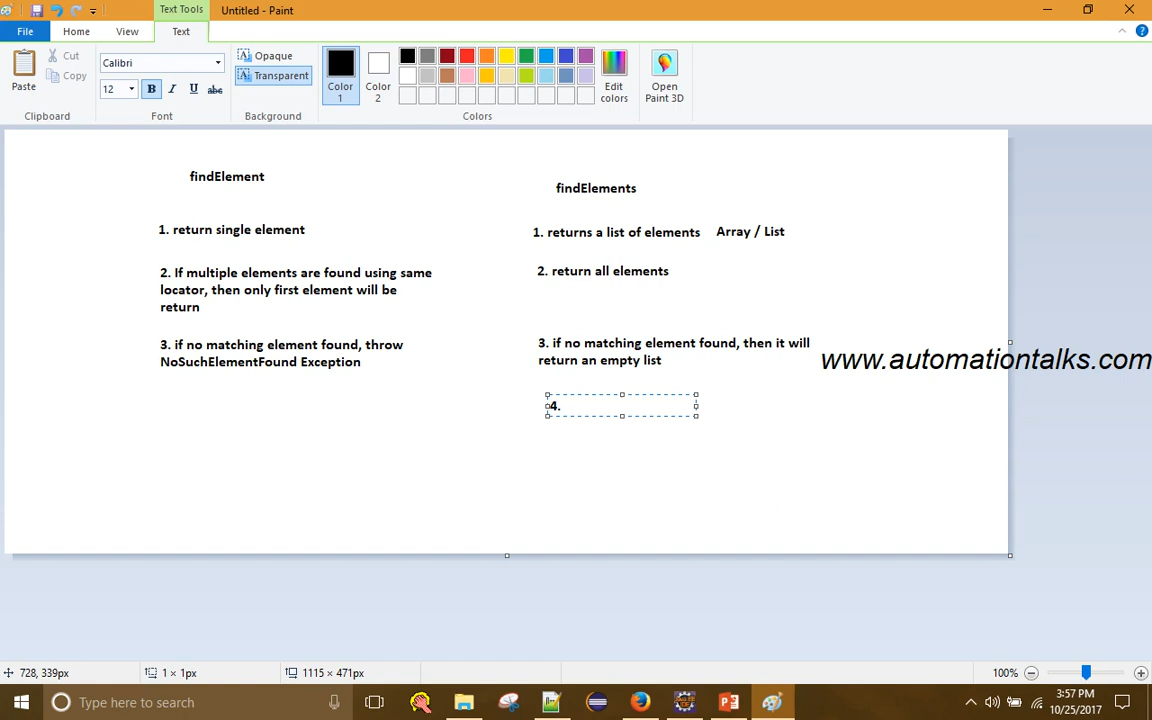 Text Tools
Untitled - Paint
File
Home
View
Text
Paste
Cut
Copy
Clipboard
Calibri
12
B I U abc
Font
Opaque
Transparent
Background
Color 1
Color 2
Edit colors
Colors
Open Paint 3D
findElement
1. return single element
2. If multiple elements are found using same
locator, then only first element will be
return
3. if no matching element found, throw
NoSuchElementFound Exception
findElements
1. returns a list of elements
Array / List
2. return all elements
3. if no matching element found, then it will
return an empty list
4.
www.automationtalks.com
728, 339px
1 × 1px
1115 × 471px
100%
Type here to search
3:57 PM
10/25/2017